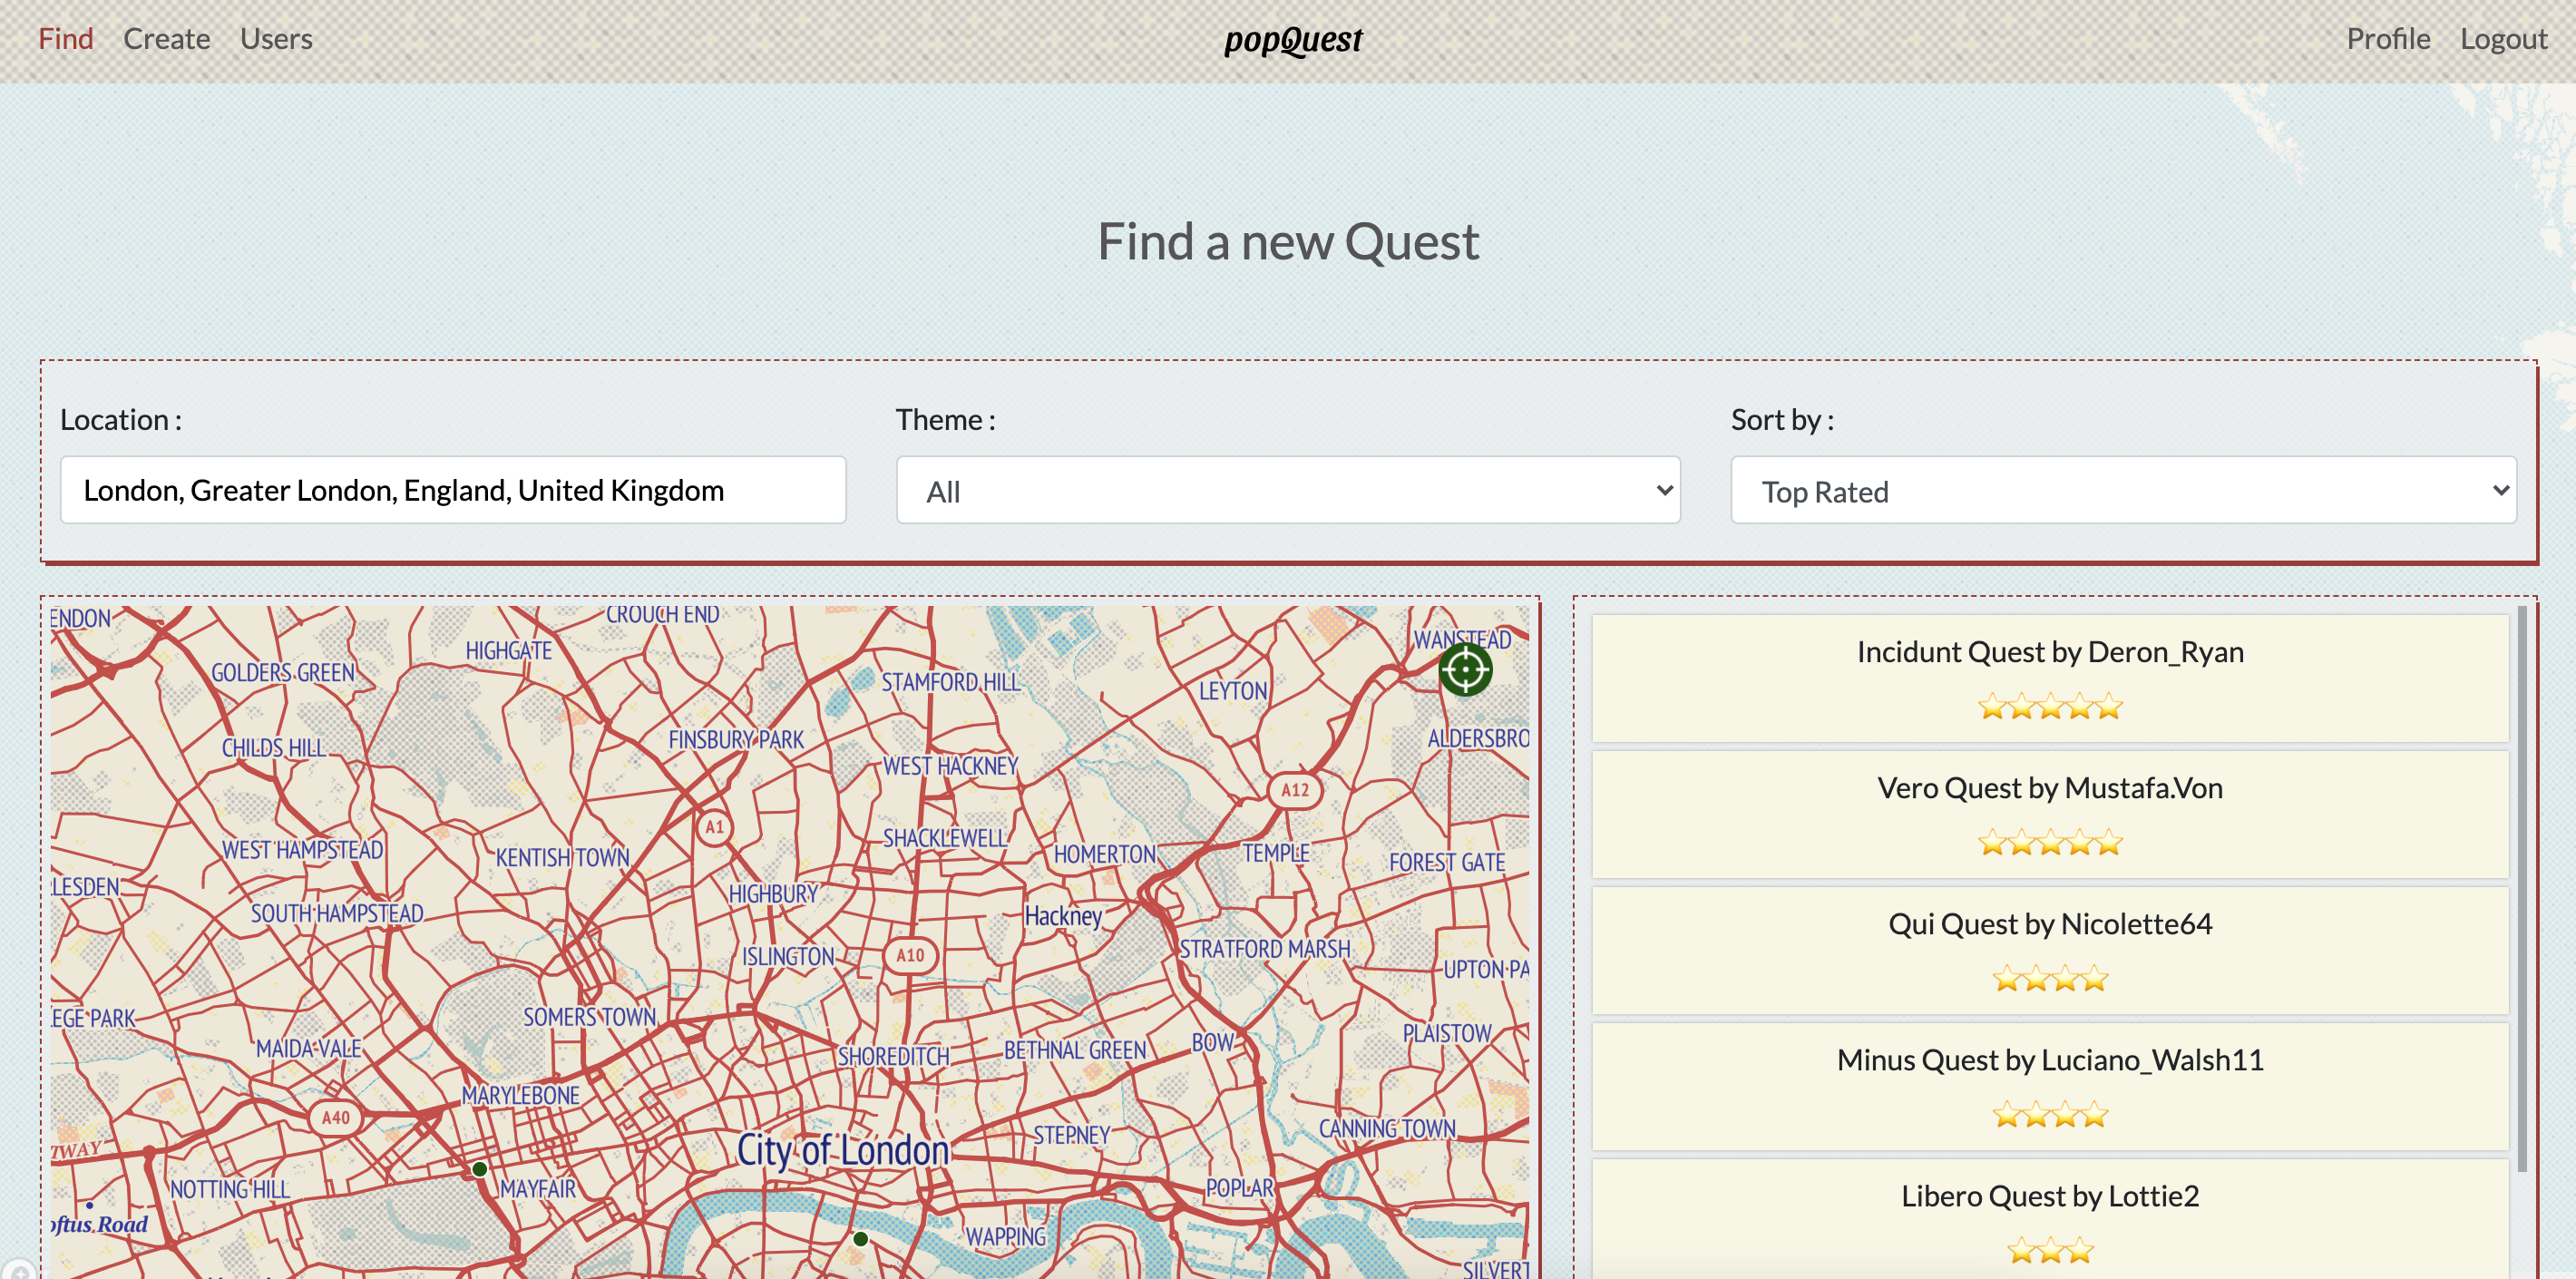 Find Create Users popQuest Profile Logout
Find a new Quest
Location :
London, Greater London, England, United Kingdom
Theme :
All
Sort by :
Top Rated
ENDON
CROUCH END
HIGHGATE
WANSTEAD
GOLDERS GREEN
STAMFORD HILL
LEYTON
FINSBURY PARK
ALDERSBRO
CHILDS HILL
WEST HACKNEY
A12
A1
SHACKLEWELL
WEST HAMPSTEAD
KENTISH TOWN
HOMERTON
TEMPLE
FOREST GATE
LESDEN
HIGHBURY
SOUTH HAMPSTEAD
Hackney
ISLINGTON
A10
STRATFORD MARSH
UPTON PA
EGE PARK
SOMERS TOWN
PLAISTOW
MAIDA VALE
SHOREDITCH
BETHNAL GREEN
BOW
MARYLEBONE
A40
CANNING TOWN
STEPNEY
City of London
TWAY
NOTTING HILL
MAYFAIR
POPLAR
oftus Road
WAPPING
SILVERT
Incidunt Quest by Deron_Ryan
Vero Quest by Mustafa.Von
Qui Quest by Nicolette64
Minus Quest by Luciano_Walsh11
Libero Quest by Lottie2